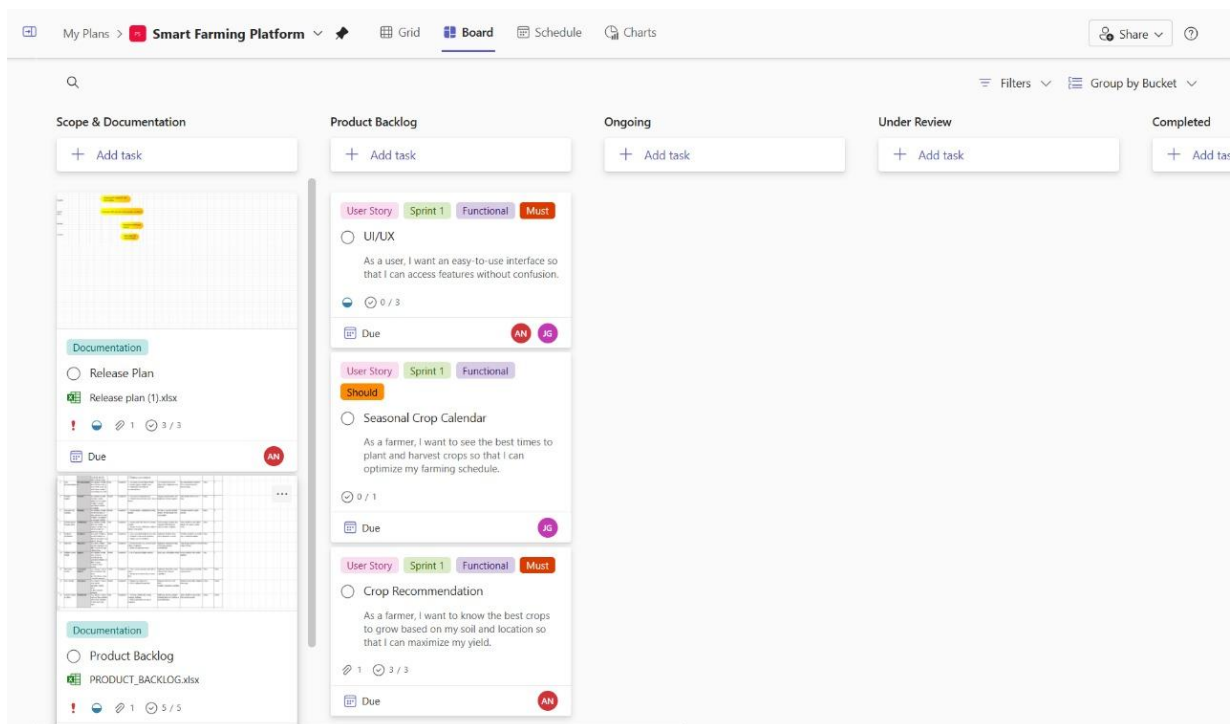 My Plans > PS Smart Farming Platform
Grid
Board
Schedule
Charts
Share
Filters
Group by Bucket
Scope & Documentation
Add task
Documentation
Release Plan
Release plan (1).xlsx
! 1 3 / 3
Due
AN
Documentation
Product Backlog
PRODUCT_BACKLOG.xlsx
! 1 5 / 5
Product Backlog
Add task
User Story Sprint 1 Functional Must
UI/UX
As a user, I want an easy-to-use interface so
that I can access features without confusion.
0 / 3
Due
AN JG
User Story Sprint 1 Functional
Should
Seasonal Crop Calendar
As a farmer, I want to see the best times to
plant and harvest crops so that I can
optimize my farming schedule.
0 / 1
Due
JG
User Story Sprint 1 Functional Must
Crop Recommendation
As a farmer, I want to know the best crops
to grow based on my soil and location so
that I can maximize my yield.
1 3 / 3
Due
AN
Ongoing
Add task
Under Review
Add task
Completed
Add tas